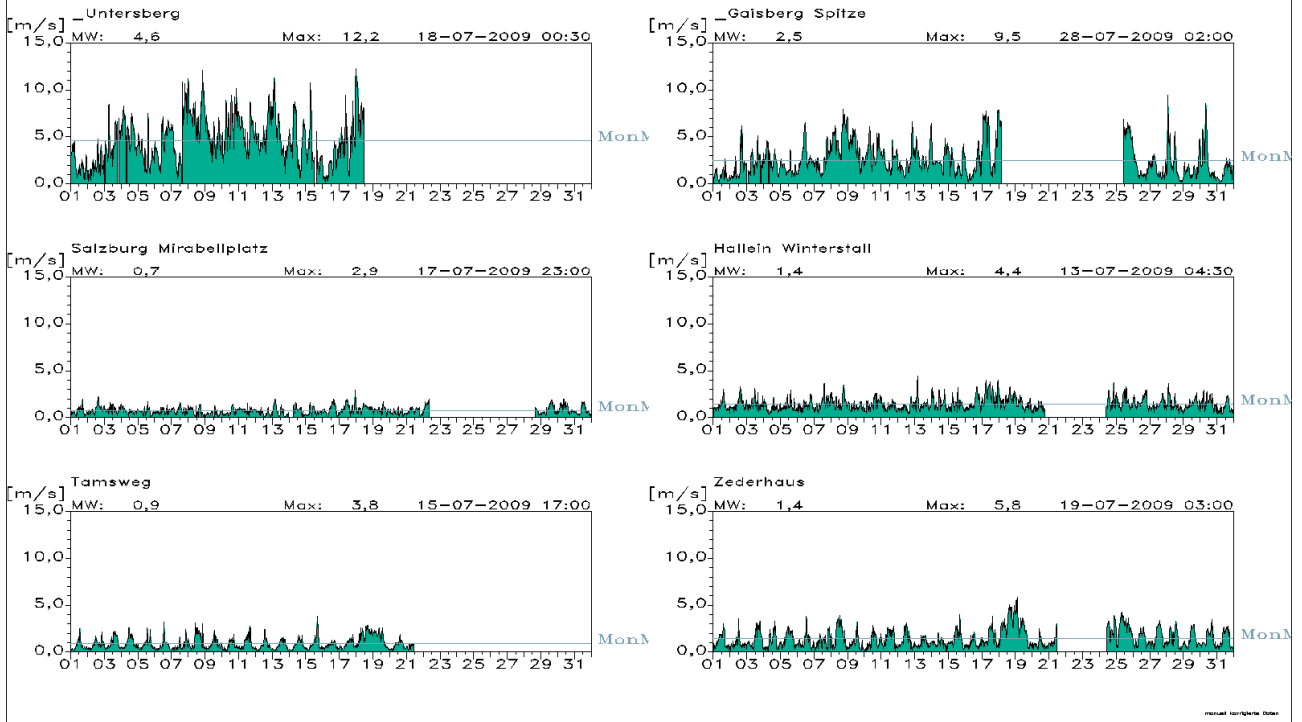 _Untersberg
[m/s] MW: 4,6 Max: 12,2 18-07-2009 00:30
15,0
10,0
5,0
MonM
0,0
01 03 05 07 09 11 13 15 17 19 21 23 25 27 29 31
_Gaisberg Spitze
[m/s] MW: 2,5 Max: 9,5 28-07-2009 02:00
15,0
10,0
5,0
MonM
0,0
01 03 05 07 09 11 13 15 17 19 21 23 25 27 29 31
Salzburg Mirabellplatz
[m/s] MW: 0,7 Max: 2,9 17-07-2009 23:00
15,0
10,0
5,0
MonM
0,0
01 03 05 07 09 11 13 15 17 19 21 23 25 27 29 31
Hallein Winterstall
[m/s] MW: 1,4 Max: 4,4 13-07-2009 04:30
15,0
10,0
5,0
MonM
0,0
01 03 05 07 09 11 13 15 17 19 21 23 25 27 29 31
Tamsweg
[m/s] MW: 0,9 Max: 3,8 15-07-2009 17:00
15,0
10,0
5,0
MonM
0,0
01 03 05 07 09 11 13 15 17 19 21 23 25 27 29 31
Zederhaus
[m/s] MW: 1,4 Max: 5,8 19-07-2009 03:00
15,0
10,0
5,0
MonM
0,0
01 03 05 07 09 11 13 15 17 19 21 23 25 27 29 31
manuell korrigierte Daten